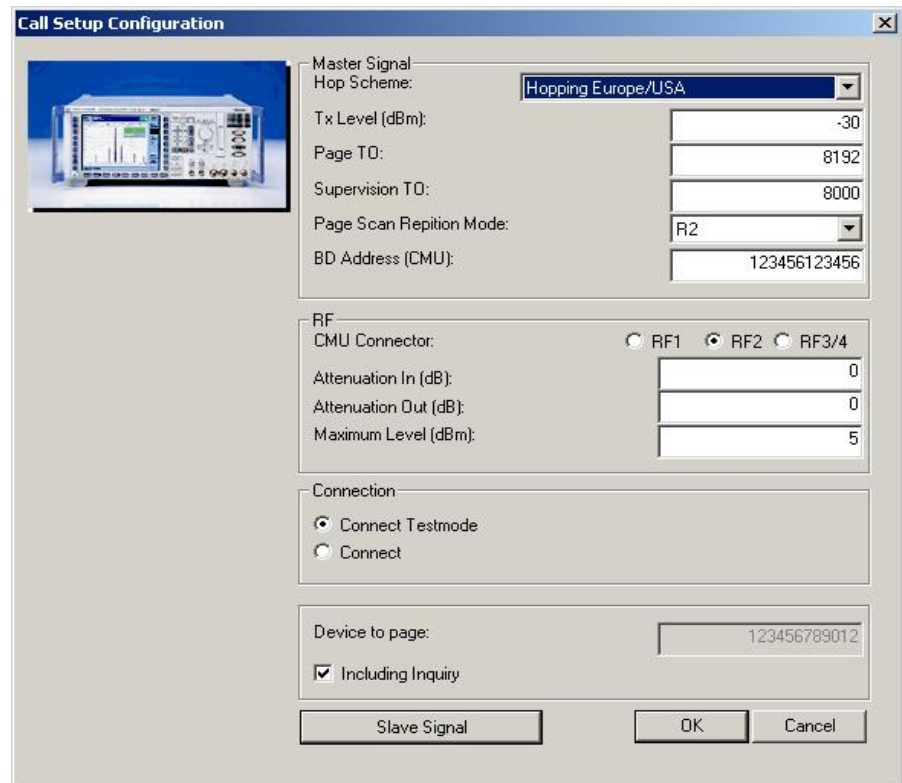 Call Setup Configuration
Master Signal
Hop Scheme: Hopping Europe/USA
Tx Level (dBm): -30
Page TO: 8192
Supervision TO: 8000
Page Scan Repition Mode: R2
BD Address (CMU): 123456123456
RF
CMU Connector: RF1 RF2 RF3/4
Attenuation In (dB): 0
Attenuation Out (dB): 0
Maximum Level (dBm): 5
Connection
Connect Testmode
Connect
Device to page: 123456789012
Including Inquiry
Slave Signal OK Cancel